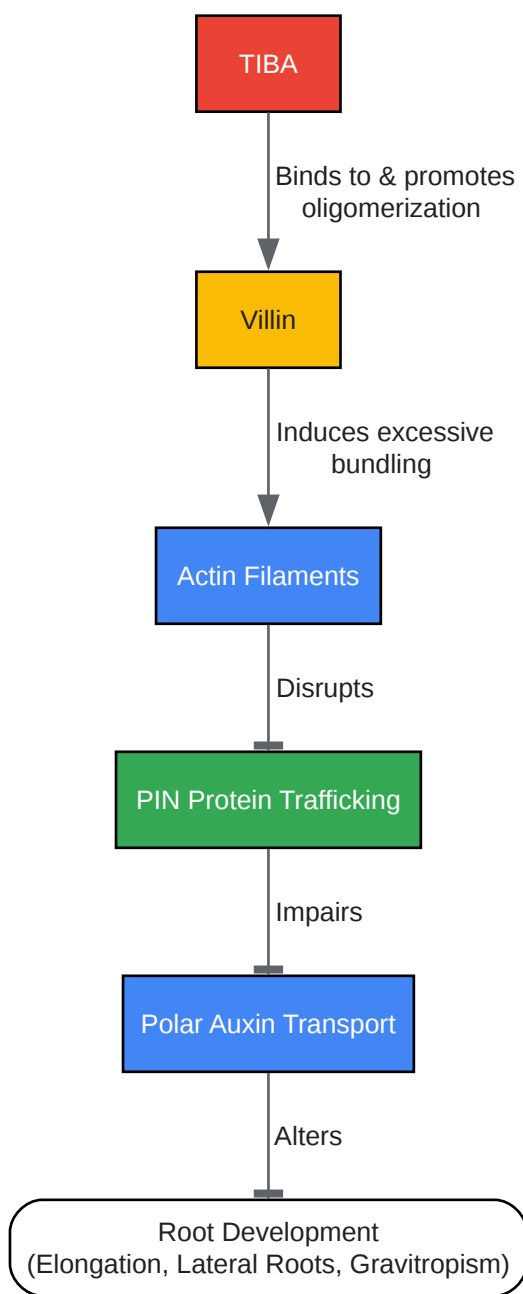 TIBA
Binds to & promotes
oligomerization
Villin
Induces excessive
bundling
Actin Filaments
Disrupts
PIN Protein Trafficking
Impairs
Polar Auxin Transport
Alters
Root Development
(Elongation, Lateral Roots, Gravitropism)